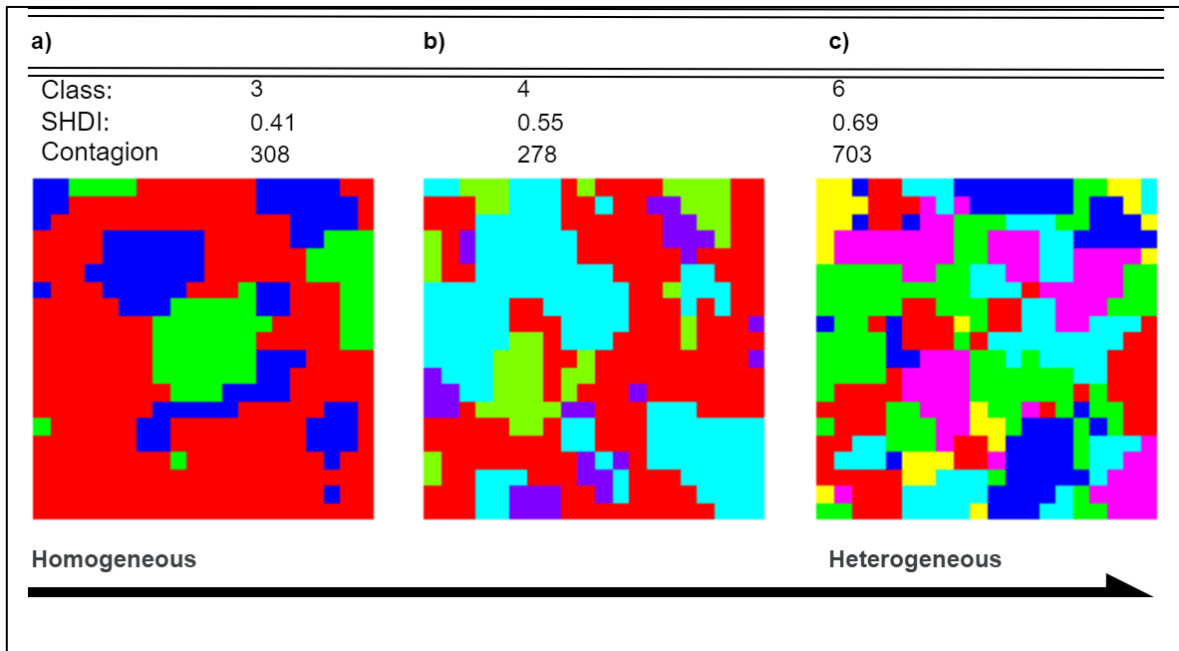 a) b) c)
Class: 3 4 6
SHDI: 0.41 0.55 0.69
Contagion 308 278 703
Homogeneous Heterogeneous